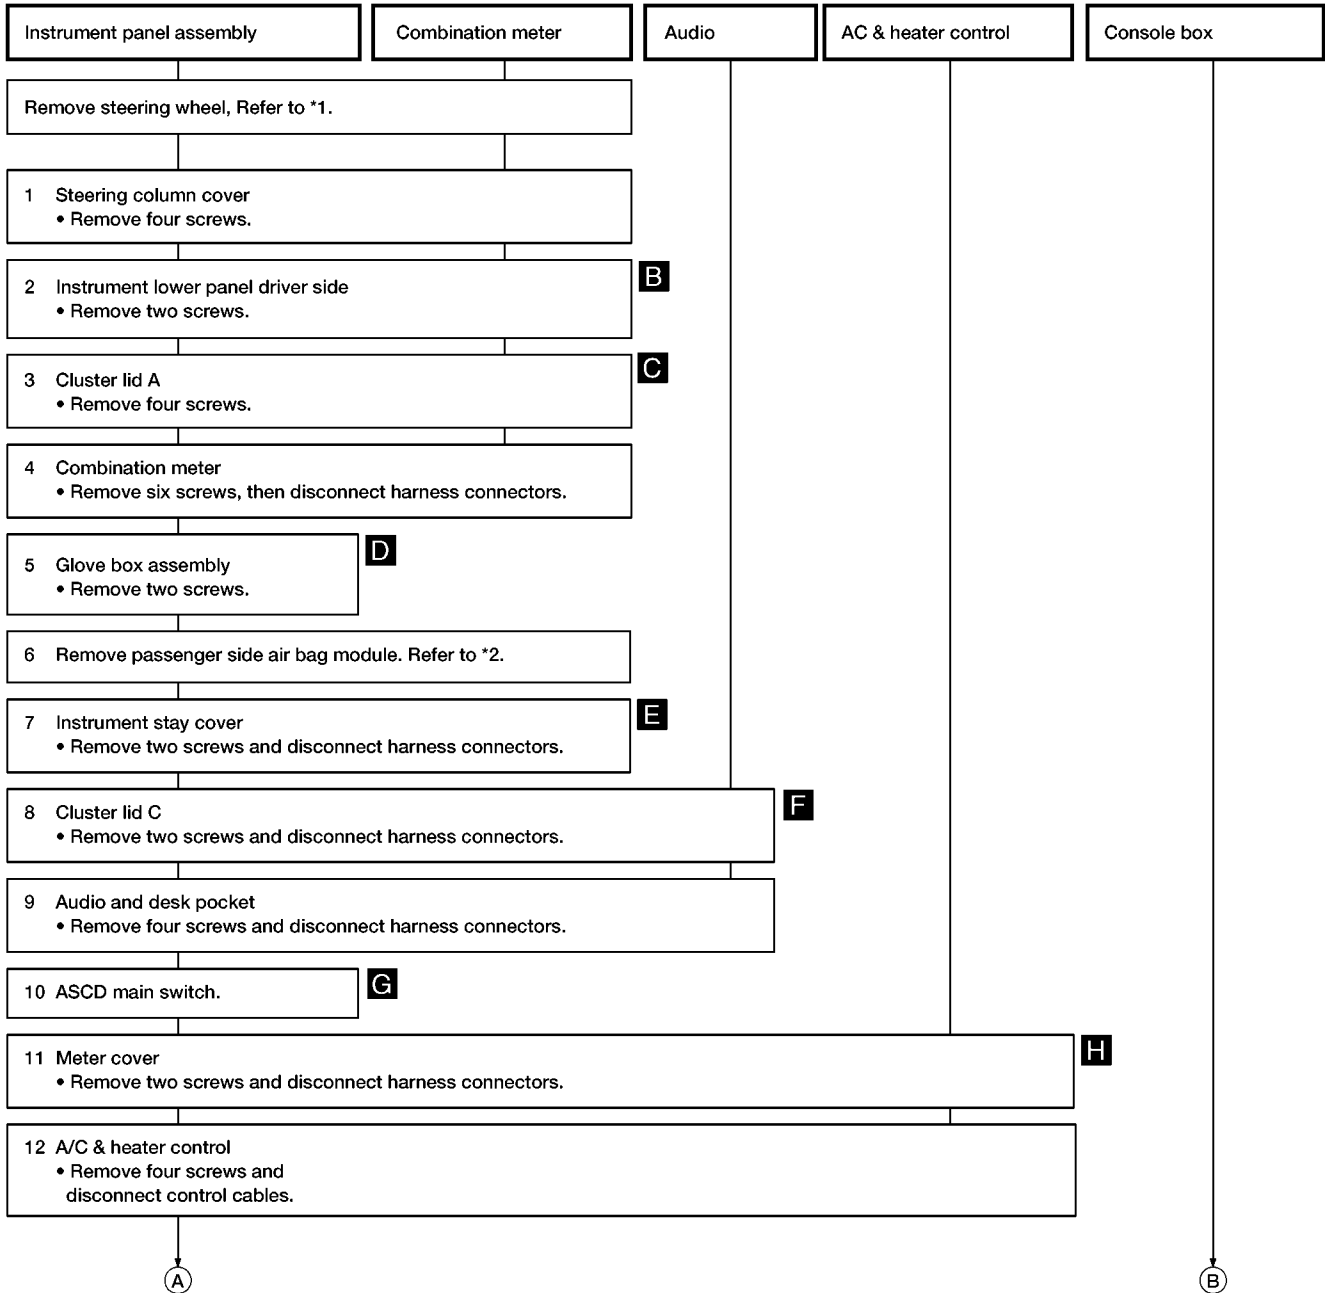 Instrument panel assembly
Combination meter
Audio
AC & heater control
Console box
Remove steering wheel, Refer to *1.
1 Steering column cover
• Remove four screws.
B
2 Instrument lower panel driver side
• Remove two screws.
C
3 Cluster lid A
• Remove four screws.
4 Combination meter
• Remove six screws, then disconnect harness connectors.
D
5 Glove box assembly
• Remove two screws.
6 Remove passenger side air bag module. Refer to *2.
E
7 Instrument stay cover
• Remove two screws and disconnect harness connectors.
F
8 Cluster lid C
• Remove two screws and disconnect harness connectors.
9 Audio and desk pocket
• Remove four screws and disconnect harness connectors.
G
10 ASCD main switch.
H
11 Meter cover
• Remove two screws and disconnect harness connectors.
12 A/C & heater control
• Remove four screws and
disconnect control cables.
A
B